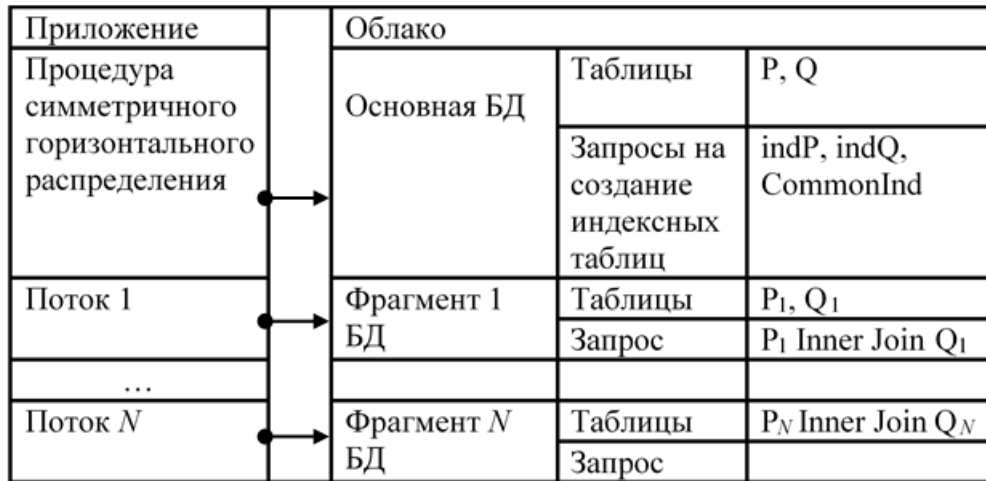 Приложение
Облако
Процедура
симметричного
горизонтального
распределения
Основная БД
Таблицы
P, Q
Запросы на
создание
индексных
таблиц
indP, indQ,
CommonInd
Поток 1
Фрагмент 1
БД
Таблицы
P1, Q1
Запрос
P1 Inner Join Q1
…
Поток N
Фрагмент N
БД
Таблицы
PN Inner Join QN
Запрос